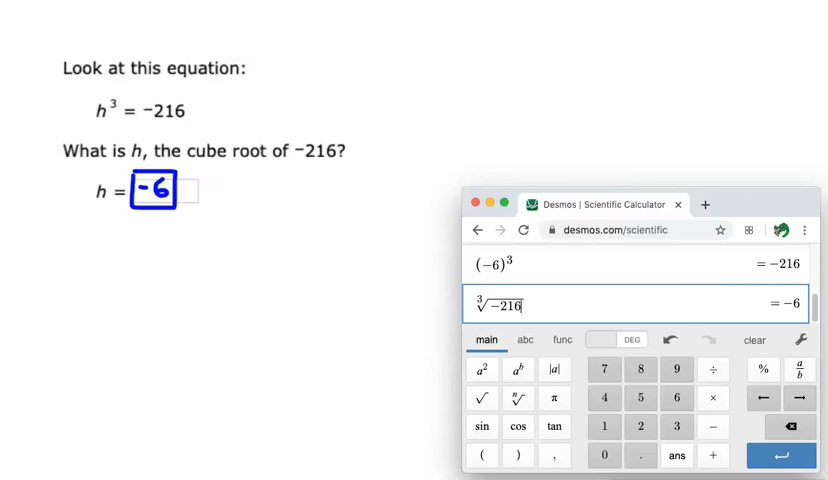 Look at this equation:
h³ = −216
What is h, the cube root of −216?
h = -6
Desmos | Scientific Calculator
desmos.com/scientific
(−6)³ = −216
∛−216 = −6
main abc func DEG clear
a² aᵇ |a| 7 8 9 ÷ % a/b
√ ⁿ√ π 4 5 6 × ← →
sin cos tan 1 2 3 −
( ) , 0 . ans +